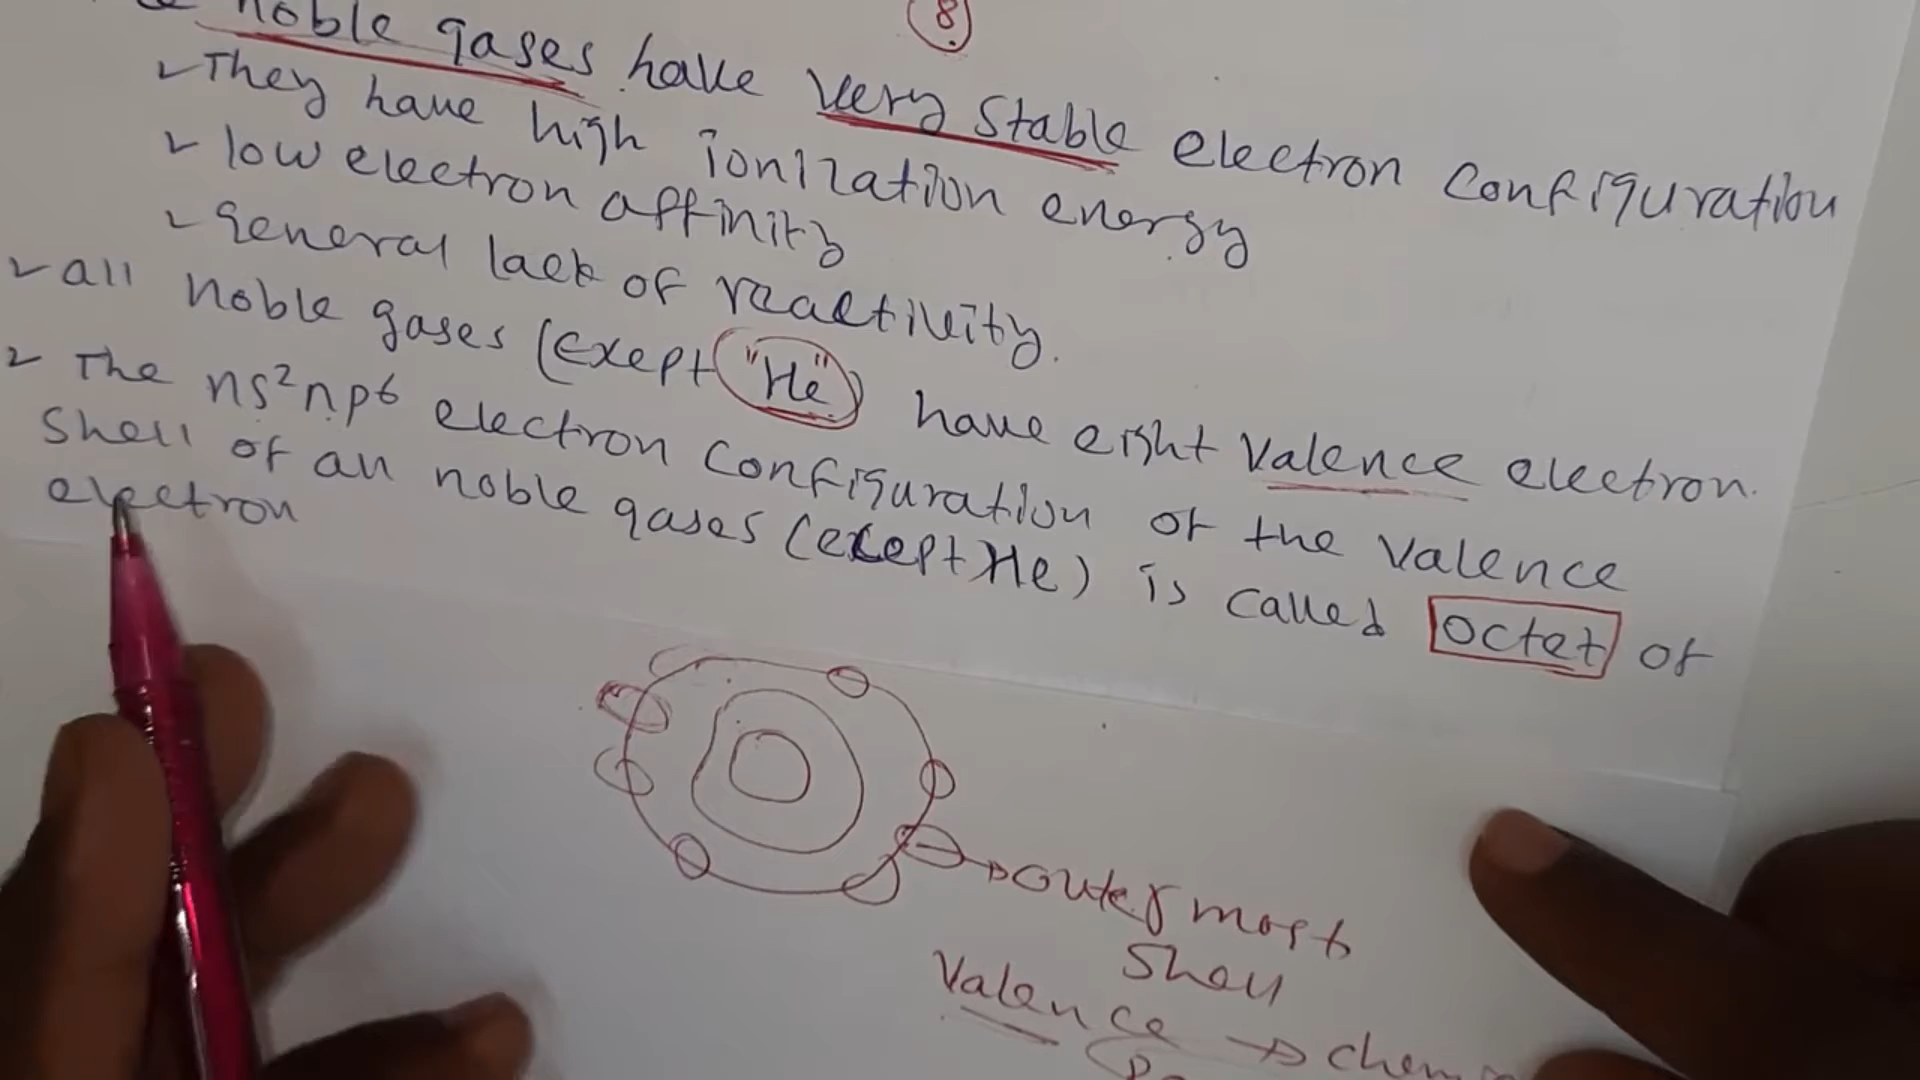 8
noble gases have very stable electron configuration
They have high ionization energy
low electron affinity
General lack of reactivity.
all noble gases (exept "He") have eight valence electron.
The ns²np6 electron configuration of the valence
shell of an noble gases (except He) is called octet of
electron
outer most
shell
Valence → chem